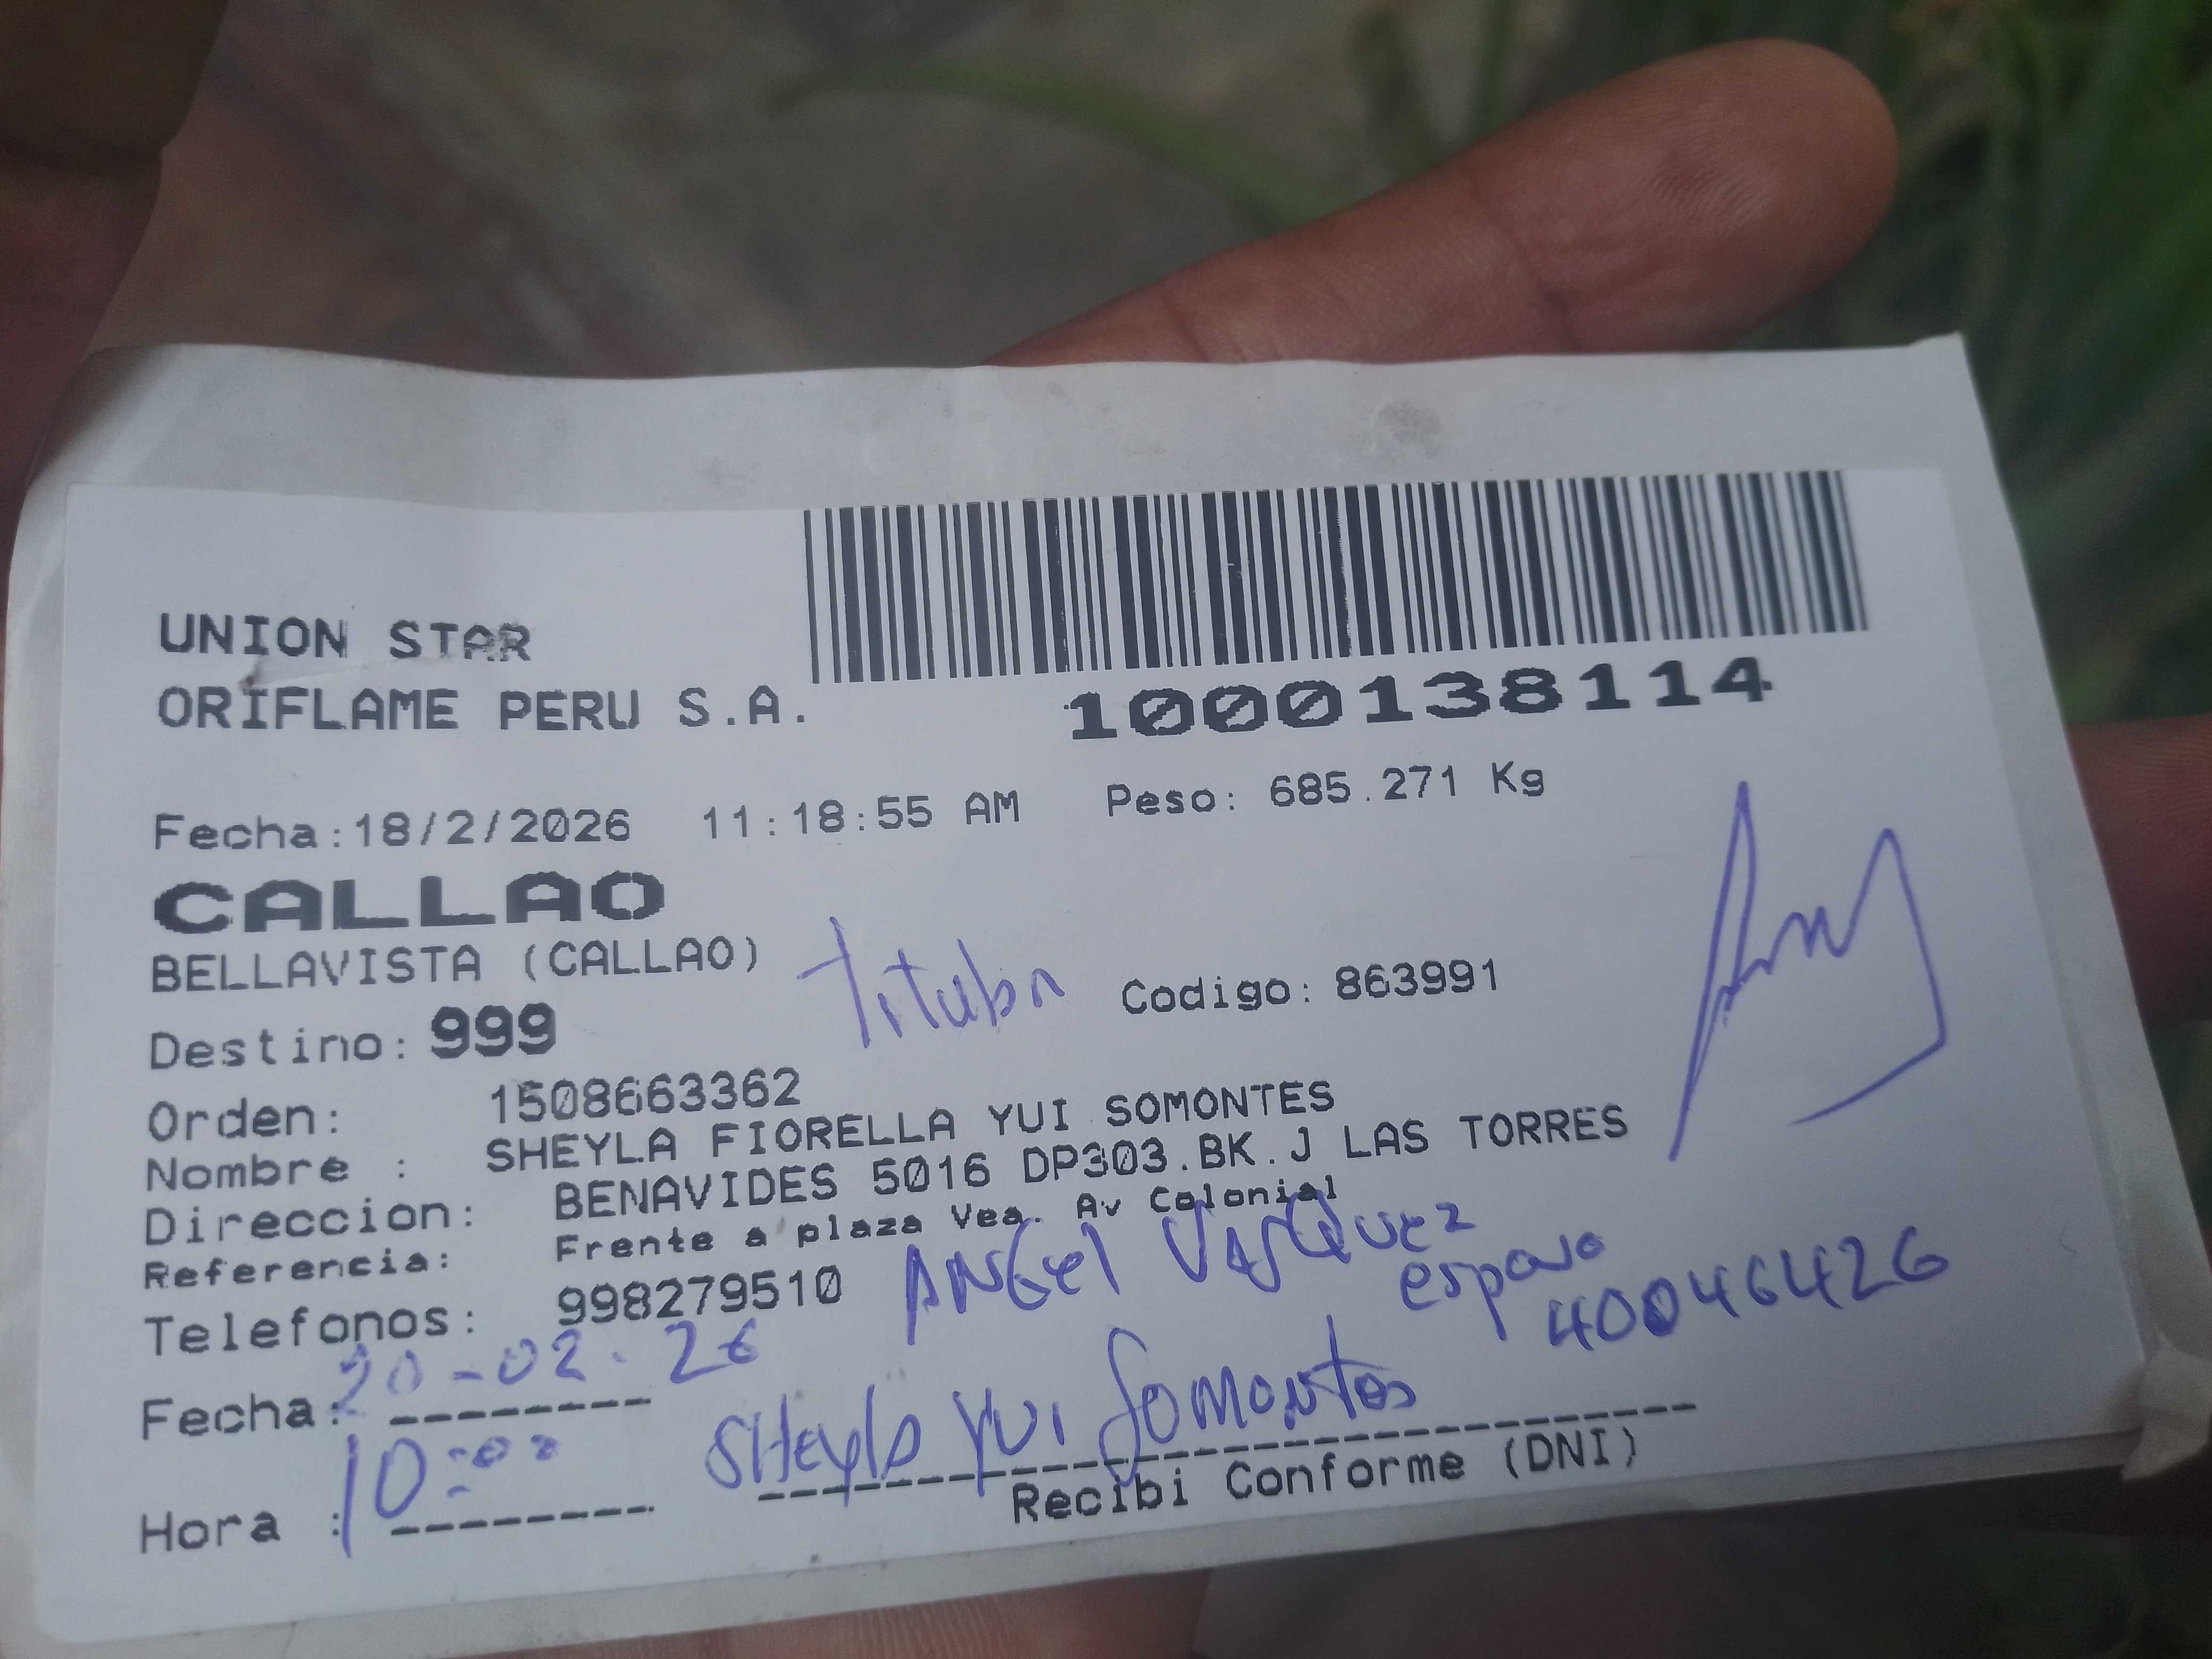 UNION STAR
ORIFLAME PERU S.A.
1000138114
Fecha:18/2/2026 11:18:55 AM Peso: 685.271 Kg
CALLAO
BELLAVISTA (CALLAO)
Destino: 999 Codigo: 863991
Orden: 1508663362
Nombre : SHEYLA FIORELLA YUI SOMONTES
Direccion: BENAVIDES 5016 DP303.BK.J LAS TORRES
Referencia: Frente a plaza Vea. Av Colonial
Telefonos: 998279510 ANGel VASQuez
esposo
40046426
Fecha: 20-02-26
SHeyla YUI Somontes
Hora : 10:00
Recibi Conforme (DNI)